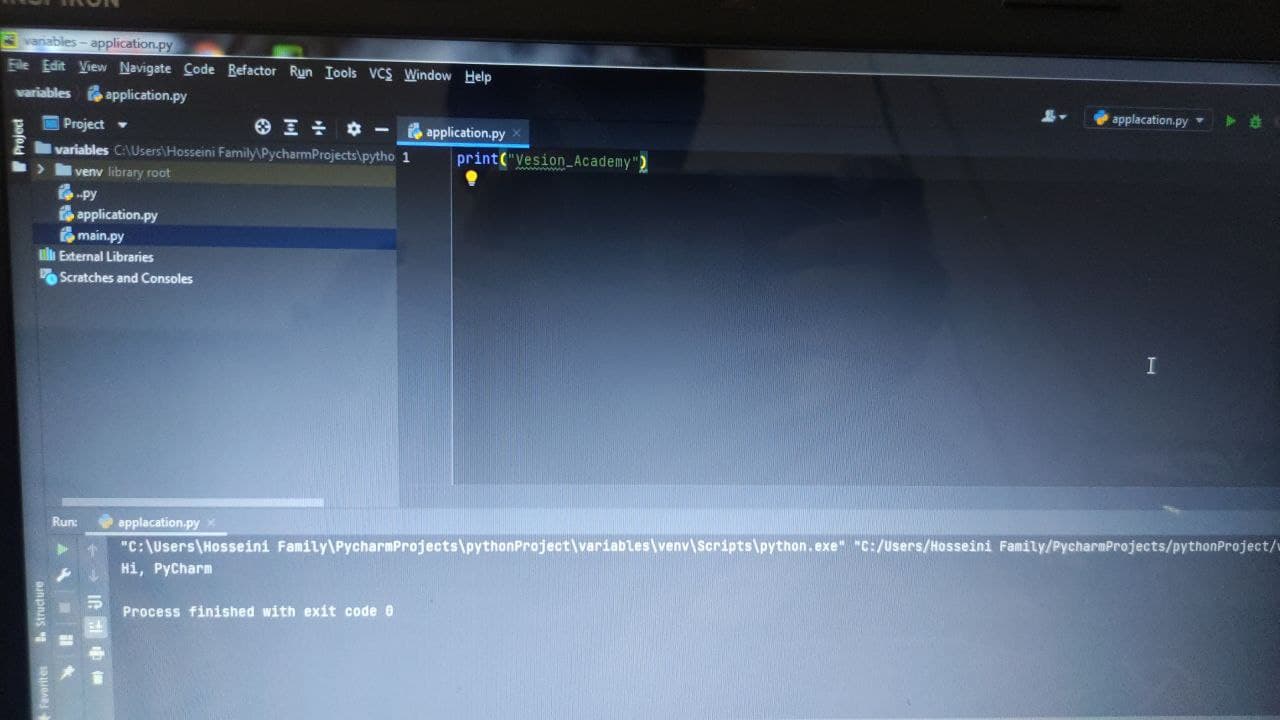 variables – application.py
File Edit View Navigate Code Refactor Run Tools VCS Window Help
variables application.py
applacation.py
Project
Project
application.py
variables C:\Users\Hosseini Family\PycharmProjects\pytho
1 print("Vesion_Academy")
venv library root
..py
application.py
main.py
External Libraries
Scratches and Consoles
Run: applacation.py
"C:\Users\Hosseini Family\PycharmProjects\pythonProject\variables\venv\Scripts\python.exe" "C:/Users/Hosseini Family/PycharmProjects/pythonProject/
Hi, PyCharm
Process finished with exit code 0
Structure
Favorites